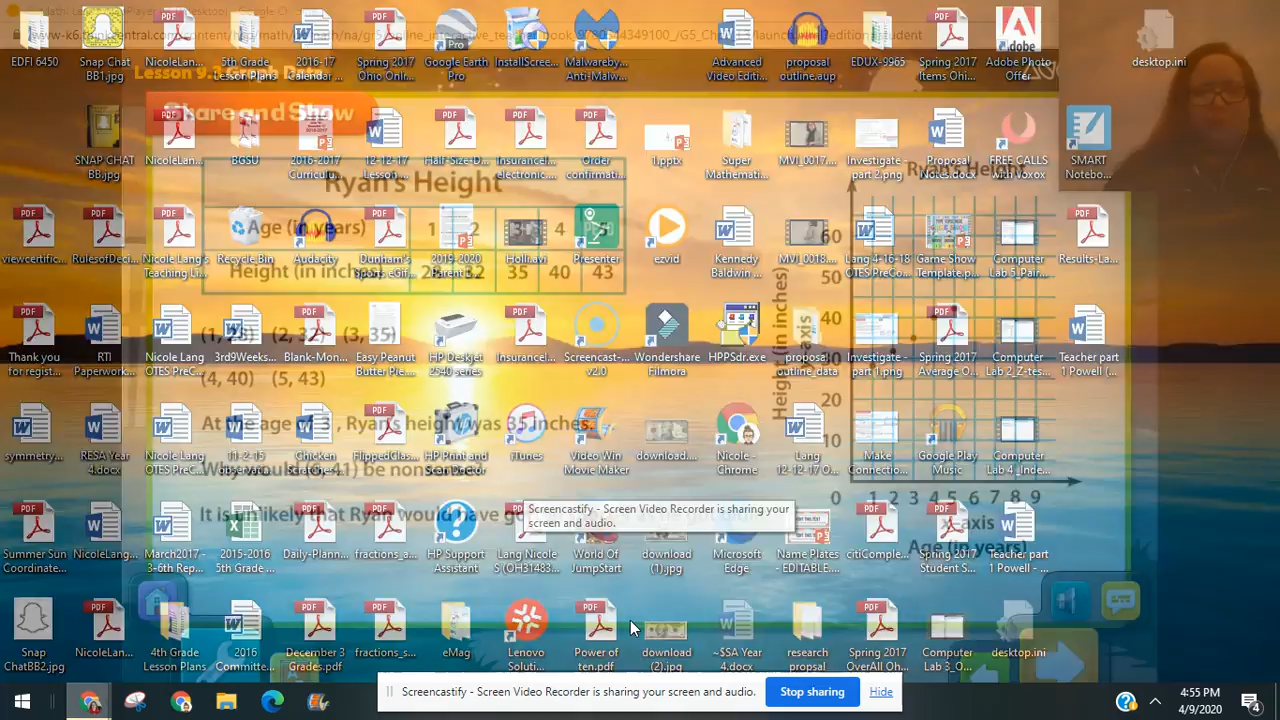 EDFI 6450
Snap Chat BB1.jpg
NicoleLan...
5th Grade Lesson Plans
2016-17 Calendar ...
Spring 2017 Ohio Onlin...
Google Earth Pro
InstallScree...
Malwareby... Anti-Malw...
Advanced Video Editi...
proposal outline.aup
EDUX-9965
Spring 2017 Items Ohi...
Adobe Photo Offer
desktop.ini
Share and Show
SNAP CHAT BB.jpg
NicoleLan...
BGSU
2016-2017 Curriculu...
12-12-17 Lesson ...
Half-Size-D...
InsuranceI... electronic...
Order confirmati...
1.pptx
Super Mathemati...
MVI_0017....
Investigate - part 2.png
Proposal Notes.docx
FREE CALLS with voxox
SMART Notebo...
Ryan's Height
Age (in years) 1 2 3 4 5
Height (in inches) 35 40 43
viewcertific...
RulesofDeci...
Nicole Lang's Teaching Li...
Recycle Bin
Audacity
Dunham's Sports eGif...
2019-2020 Parent L...
Holli.avi
Presenter
ezvid
Kennedy Baldwin ...
MVI_0018....
Lang 4-16-18 OTES PreCo...
Game Show Template.p...
Computer Lab 5_Pair...
Results-La...
(2, 32) (3, 35)
(4, 40) (5, 43)
Thank you for regist...
RTI Paperwork...
Nicole Lang OTES PreC...
3rd9Weeks...
Blank-Mon...
Easy Peanut Butter Pie...
HP Deskjet 2540 series
InsuranceI...
Screencast-... v2.0
Wondershare Filmora
HPPSdr.exe
proposal outline_data
Investigate - part 1.png
Spring 2017 Average O...
Computer Lab 2_Z-tes...
Teacher part 1 Powell (...
At the age of 3 , Ryan's height was 35 inches.
symmetry...
RESA Year 4.docx
Nicole Lang OTES PreC...
11-2-15 observati...
Chicken Scratches...
FlippedClas...
HP Print and Scan Doctor
iTunes
Video Win Movie Maker
download....
Nicole - Chrome
Lang 12-12-17 O...
Make Connectio...
Google Play Music
Computer Lab 4_Inde...
Height (in inches)
y-axis
60
50
40
30
20
10
0 1 2 3 4 5 6 7 8 9
x-axis
Age (in years)
Screencastify - Screen Video Recorder is sharing your screen and audio.
Summer Sun Coordinate...
NicoleLang...
March2017 - 3-6th Rep...
2015-2016 5th Grade ...
Daily-Plann...
fractions_a...
HP Support Assistant
Lang Nicole S (OH31483...
World Of JumpStart
download (1).jpg
Microsoft Edge
Name Plates - EDITABLE...
citiComple...
Spring 2017 Student S...
Teacher part 1 Powell - ...
Snap ChatBB2.jpg
NicoleLan...
4th Grade Lesson Plans
2016 Committe...
December 3 Grades.pdf
fractions_s...
eMag
Lenovo Soluti...
Power of ten.pdf
download (2).jpg
~$SA Year 4.docx
research propsal
Spring 2017 OverAll Oh...
Computer Lab 3_O...
desktop.ini
Screencastify - Screen Video Recorder is sharing your screen and audio.
Stop sharing
Hide
4:55 PM
4/9/2020